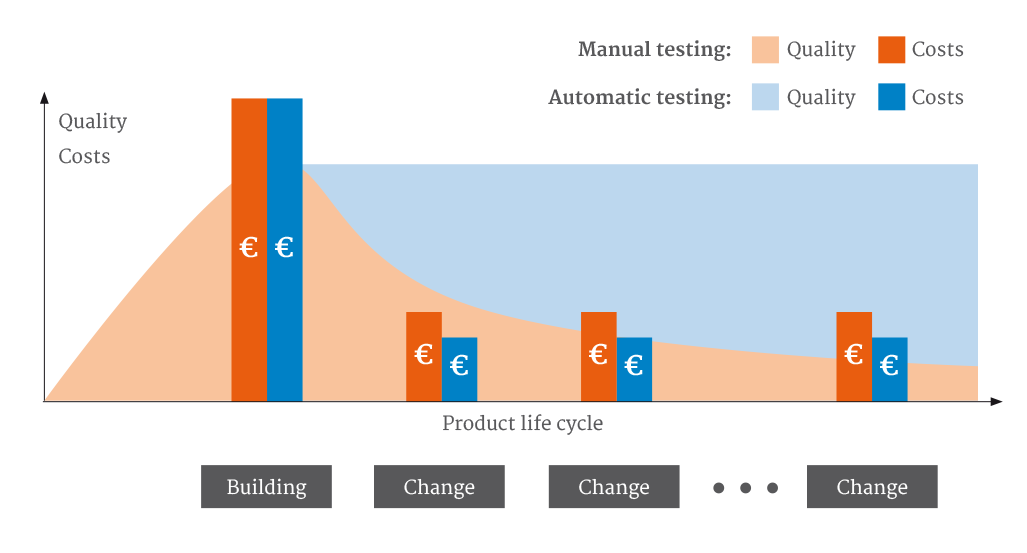 Manual testing: Quality Costs
Automatic testing: Quality Costs
Quality
Costs
€ €
€ €
€ €
€ €
Product life cycle
Building Change Change Change